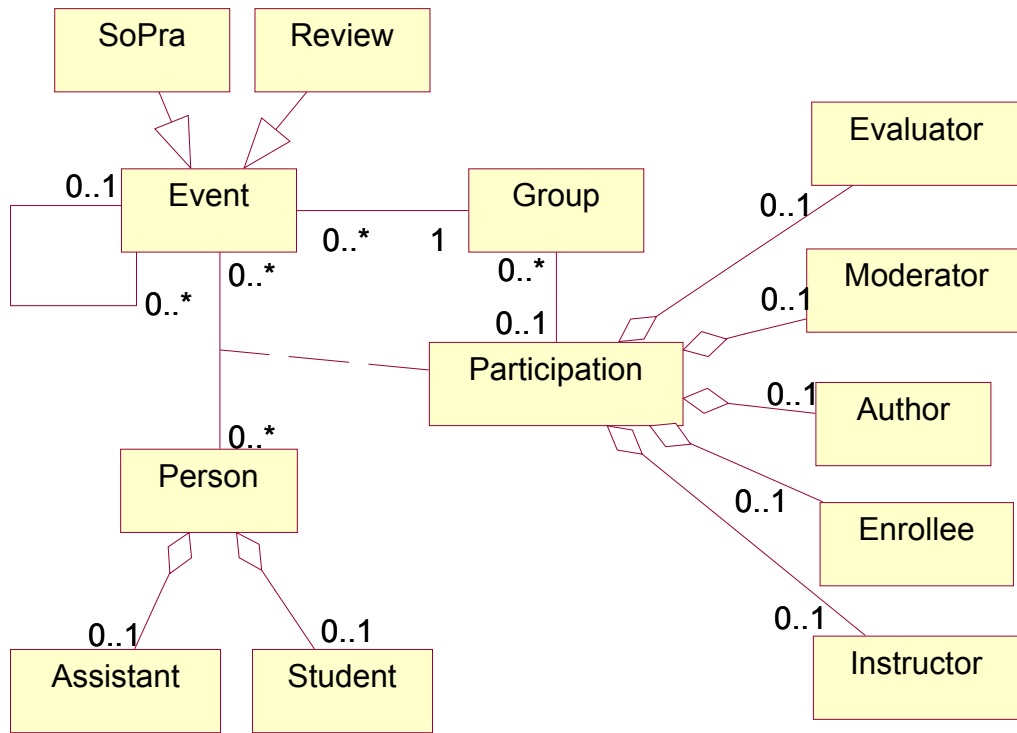 SoPra
Review
Evaluator
0..1
Event
Group
0..1
0..*
1
Moderator
0..*
0..*
0..1
0..*
0..1
Participation
0..1
Author
0..*
Person
0..1
Enrollee
0..1
0..1
0..1
Assistant
Student
Instructor